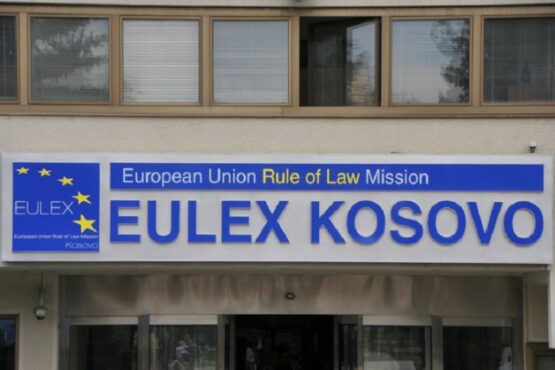 European Union Rule of Law Mission
EULEX KOSOVO
EULEX
European Union Rule of Law Mission
KOSOVO